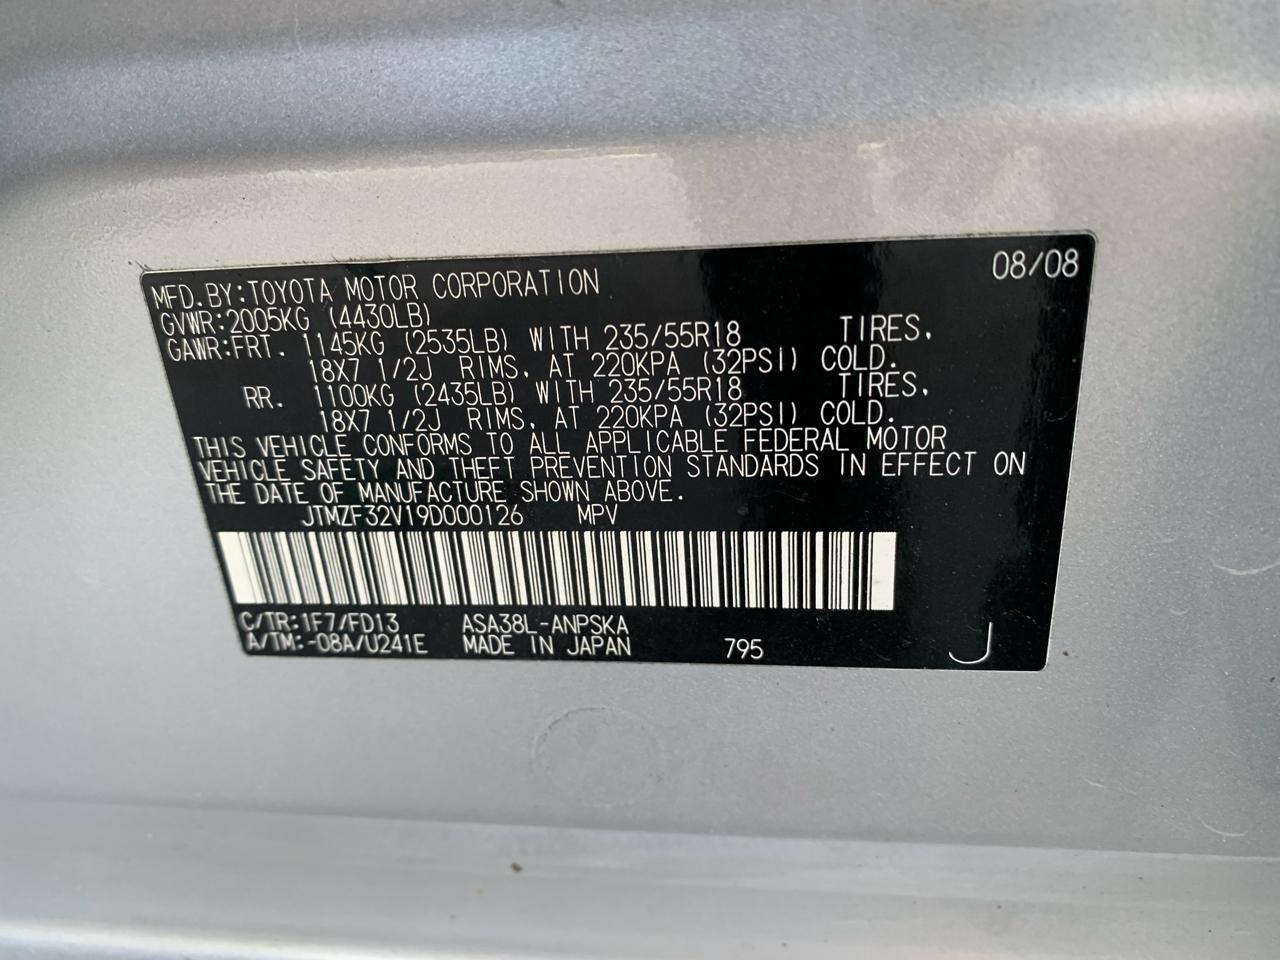 08/08
MFD.BY:TOYOTA MOTOR CORPORATION
GVWR:2005KG (4430LB)
GAWR:FRT. 1145KG (2535LB) WITH 235/55R18 TIRES,
18X7 1/2J RIMS, AT 220KPA (32PSI) COLD.
RR. 1100KG (2435LB) WITH 235/55R18 TIRES,
18X7 1/2J RIMS, AT 220KPA (32PSI) COLD.
THIS VEHICLE CONFORMS TO ALL APPLICABLE FEDERAL MOTOR
VEHICLE SAFETY AND THEFT PREVENTION STANDARDS IN EFFECT ON
THE DATE OF MANUFACTURE SHOWN ABOVE.
JTMZF32V19D000126 MPV
C/TR:1F7/FD13 ASA38L-ANPSKA
A/TM:-08A/U241E MADE IN JAPAN 795 J